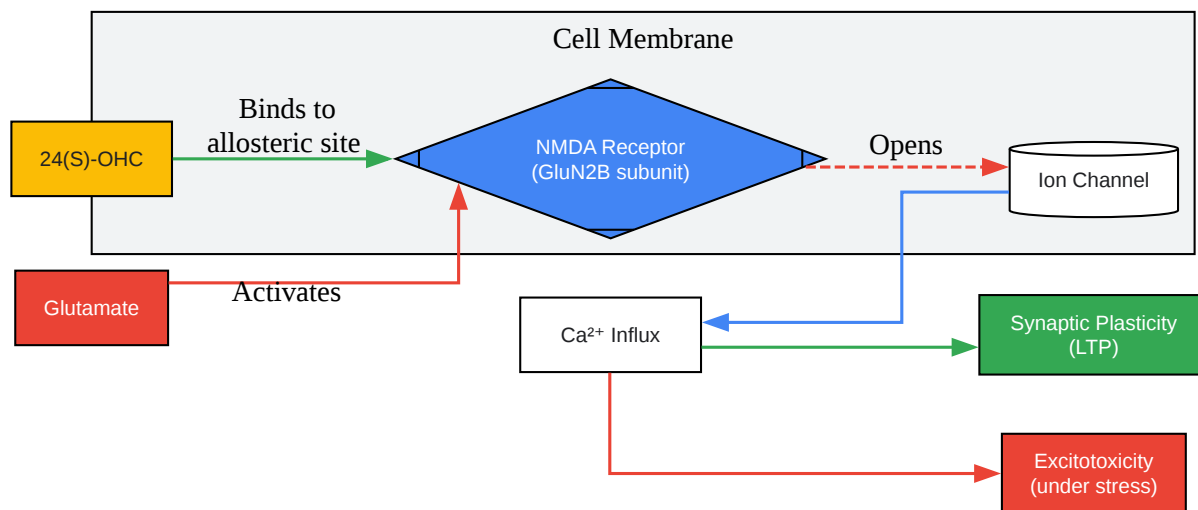 Cell Membrane
Binds to
allosteric site
24(S)-OHC
NMDA Receptor
(GluN2B subunit)
Opens
Ion Channel
Glutamate
Activates
Ca²⁺ Influx
Synaptic Plasticity
(LTP)
Excitotoxicity
(under stress)